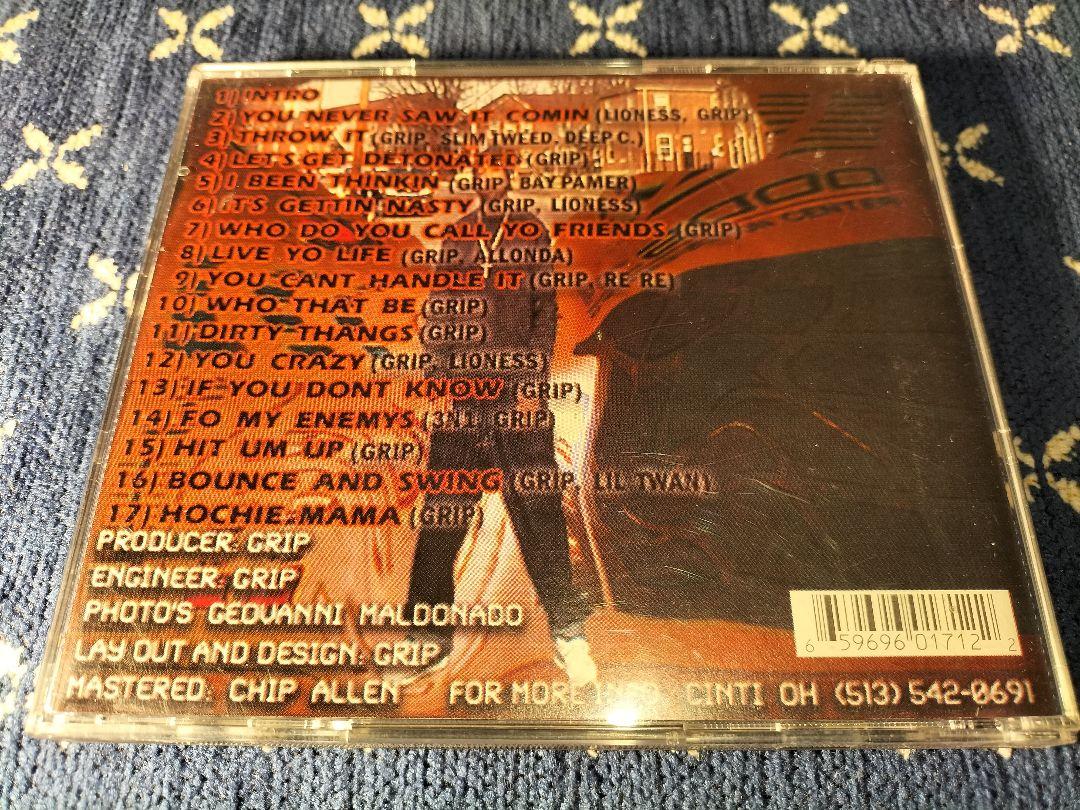 1) INTRO
2) YOU NEVER SAW IT COMIN (LIONESS, GRIP)
3) THROW IT (GRIP, SLIM TWEED, DEEP C.)
4) LETS GET DETONATED (GRIP)
5) I BEEN THINKIN (GRIP, BAY PAMER)
6) ITS GETTIN NASTY (GRIP, LIONESS)
7) WHO DO YOU CALL YO FRIENDS (GRIP)
8) LIVE YO LIFE (GRIP, ALLONDA)
9) YOU CANT HANDLE IT (GRIP, RE RE)
10) WHO THAT BE (GRIP)
11) DIRTY THANGS (GRIP)
12) YOU CRAZY (GRIP, LIONESS)
13) IF YOU DONT KNOW (GRIP)
14) FO MY ENEMYS (GRIP)
15) HIT UM UP (GRIP)
16) BOUNCE AND SWING (GRIP, LIL TWAN)
17) HOCHIE MAMA (GRIP)
PRODUCER: GRIP
ENGINEER: GRIP
PHOTO'S GEOVANNI MALDONADO
LAY OUT AND DESIGN: GRIP
MASTERED: CHIP ALLEN FOR MORE CINTI OH (513) 542-0691
6 59696 01712 2
CENTER